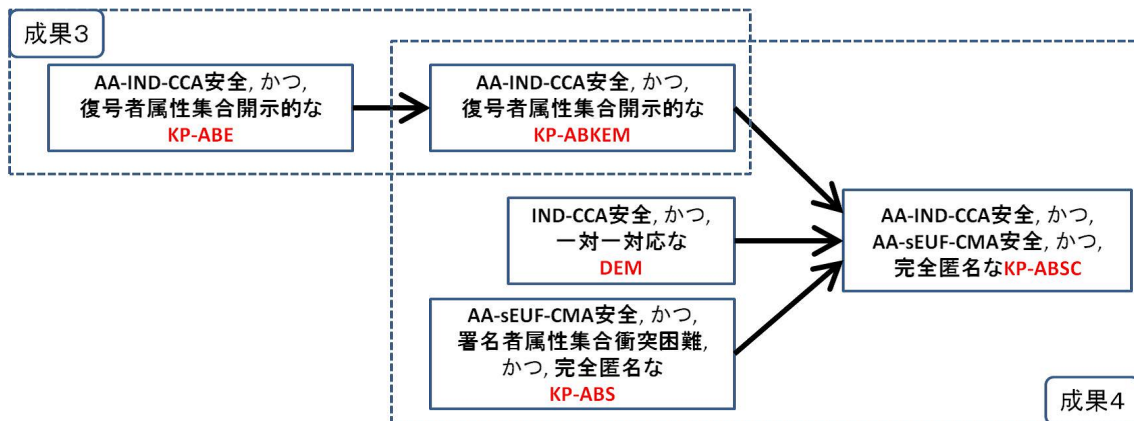 成果３
AA-IND-CCA安全, かつ,
復号者属性集合開示的な
KP-ABE
AA-IND-CCA安全, かつ,
復号者属性集合開示的な
KP-ABKEM
IND-CCA安全, かつ,
一対一対応な
DEM
AA-sEUF-CMA安全, かつ,
署名者属性集合衝突困難,
かつ, 完全匿名な
KP-ABS
AA-IND-CCA安全, かつ,
AA-sEUF-CMA安全, かつ,
完全匿名なKP-ABSC
成果４